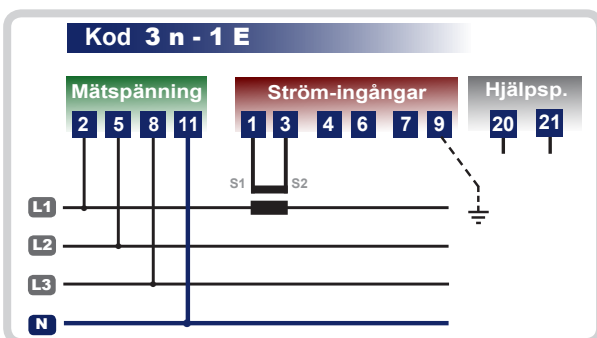 Kod 3 n - 1 E
Mätspänning Ström-ingångar Hjälpsp.
2 5 8 11 1 3 4 6 7 9 20 21
S1 S2
L1
L2
L3
N